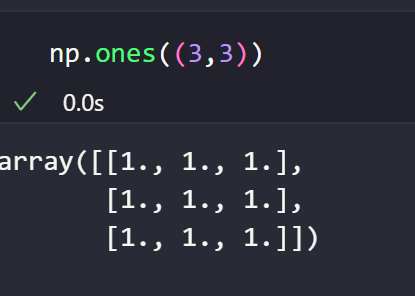 np.ones((3,3))
0.0s
array([[1., 1., 1.],
[1., 1., 1.],
[1., 1., 1.]])